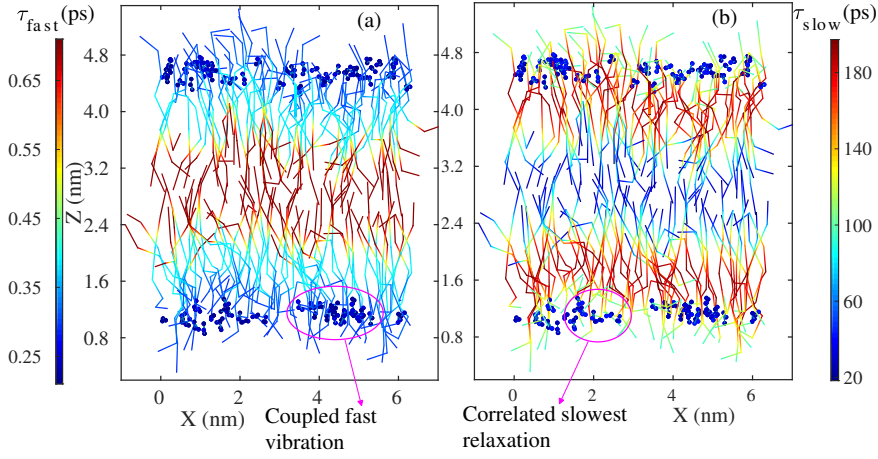 τfast (ps)
(a)
0.65
0.55
0.45
0.35
0.25
Z (nm)
4.8
4.0
3.2
2.4
1.6
0.8
0
2
4
6
X (nm)
Coupled fast
vibration
(b)
τslow (ps)
4.8
4.0
3.2
2.4
1.6
0.8
0
2
4
6
X (nm)
Correlated slowest
relaxation
180
140
100
60
20